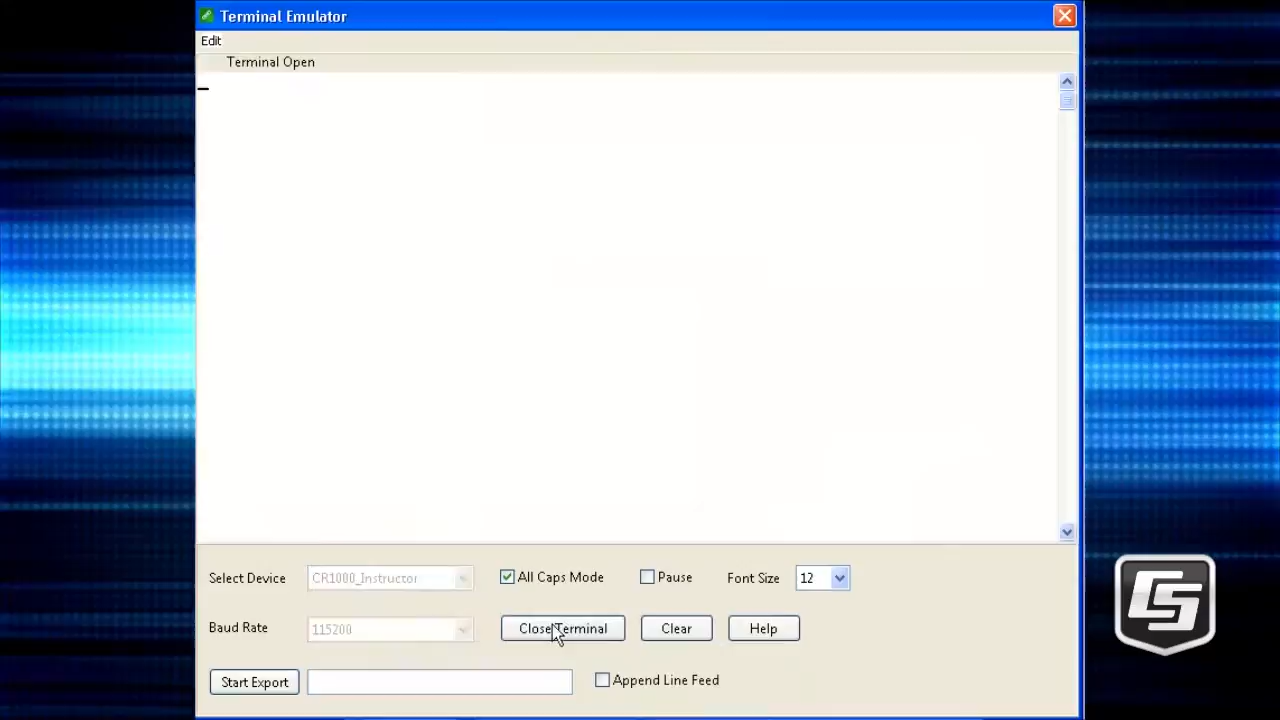 Terminal Emulator
Edit
Terminal Open
Select Device CR1000_Instructor All Caps Mode Pause Font Size 12
Baud Rate 115200 Close Terminal Clear Help
Start Export Append Line Feed
CS